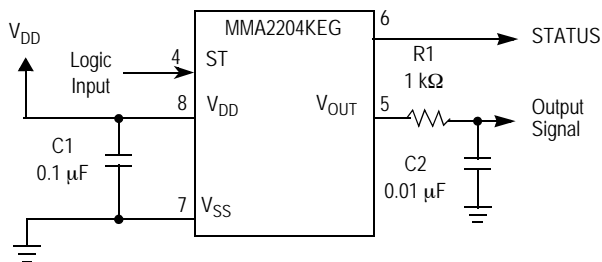 MMA2204KEG
V_DD
Logic
Input
4
ST
8
V_DD
C1
0.1 μF
7
V_SS
6
STATUS
R1
1 kΩ
V_OUT
5
Output
Signal
C2
0.01 μF